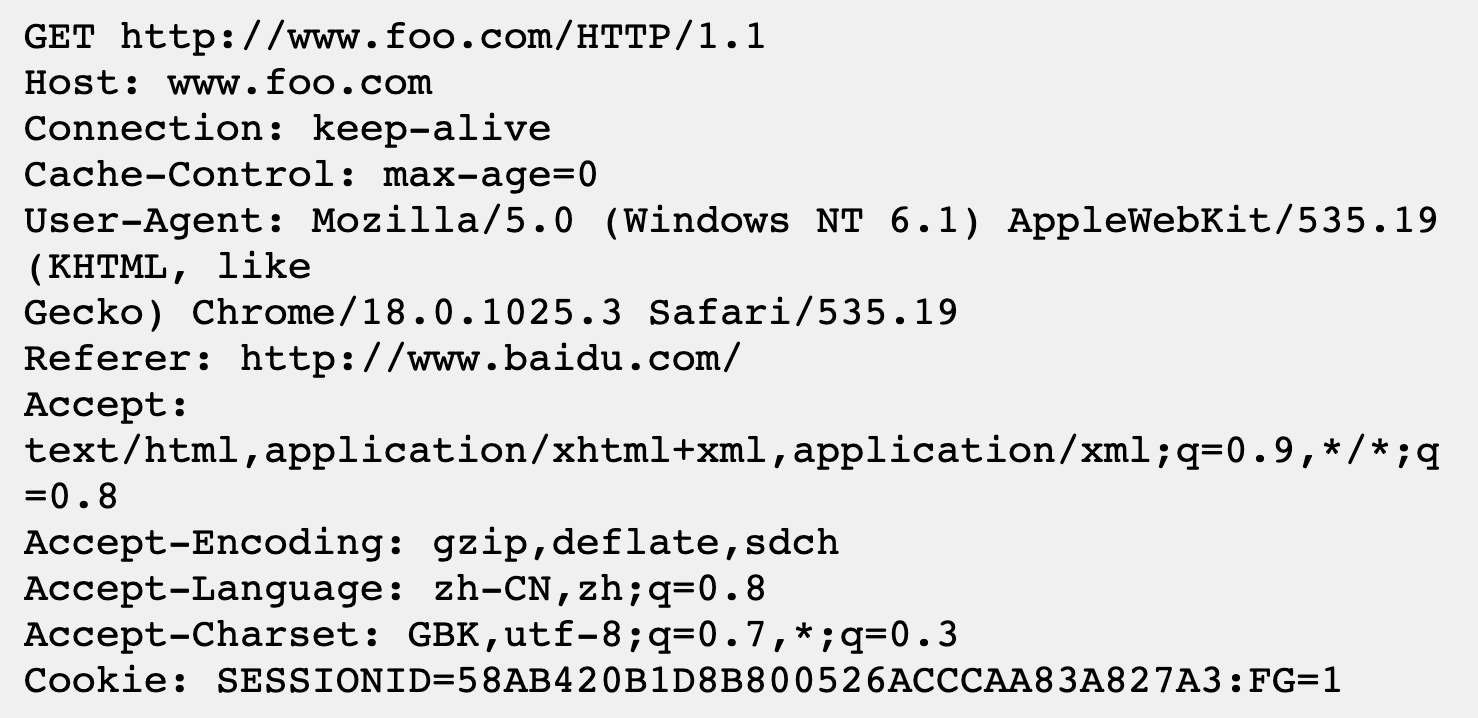 GET http://www.foo.com/HTTP/1.1
Host: www.foo.com
Connection: keep-alive
Cache-Control: max-age=0
User-Agent: Mozilla/5.0 (Windows NT 6.1) AppleWebKit/535.19
(KHTML, like
Gecko) Chrome/18.0.1025.3 Safari/535.19
Referer: http://www.baidu.com/
Accept:
text/html,application/xhtml+xml,application/xml;q=0.9,*/*;q
=0.8
Accept-Encoding: gzip,deflate,sdch
Accept-Language: zh-CN,zh;q=0.8
Accept-Charset: GBK,utf-8;q=0.7,*;q=0.3
Cookie: SESSIONID=58AB420B1D8B800526ACCCAA83A827A3:FG=1